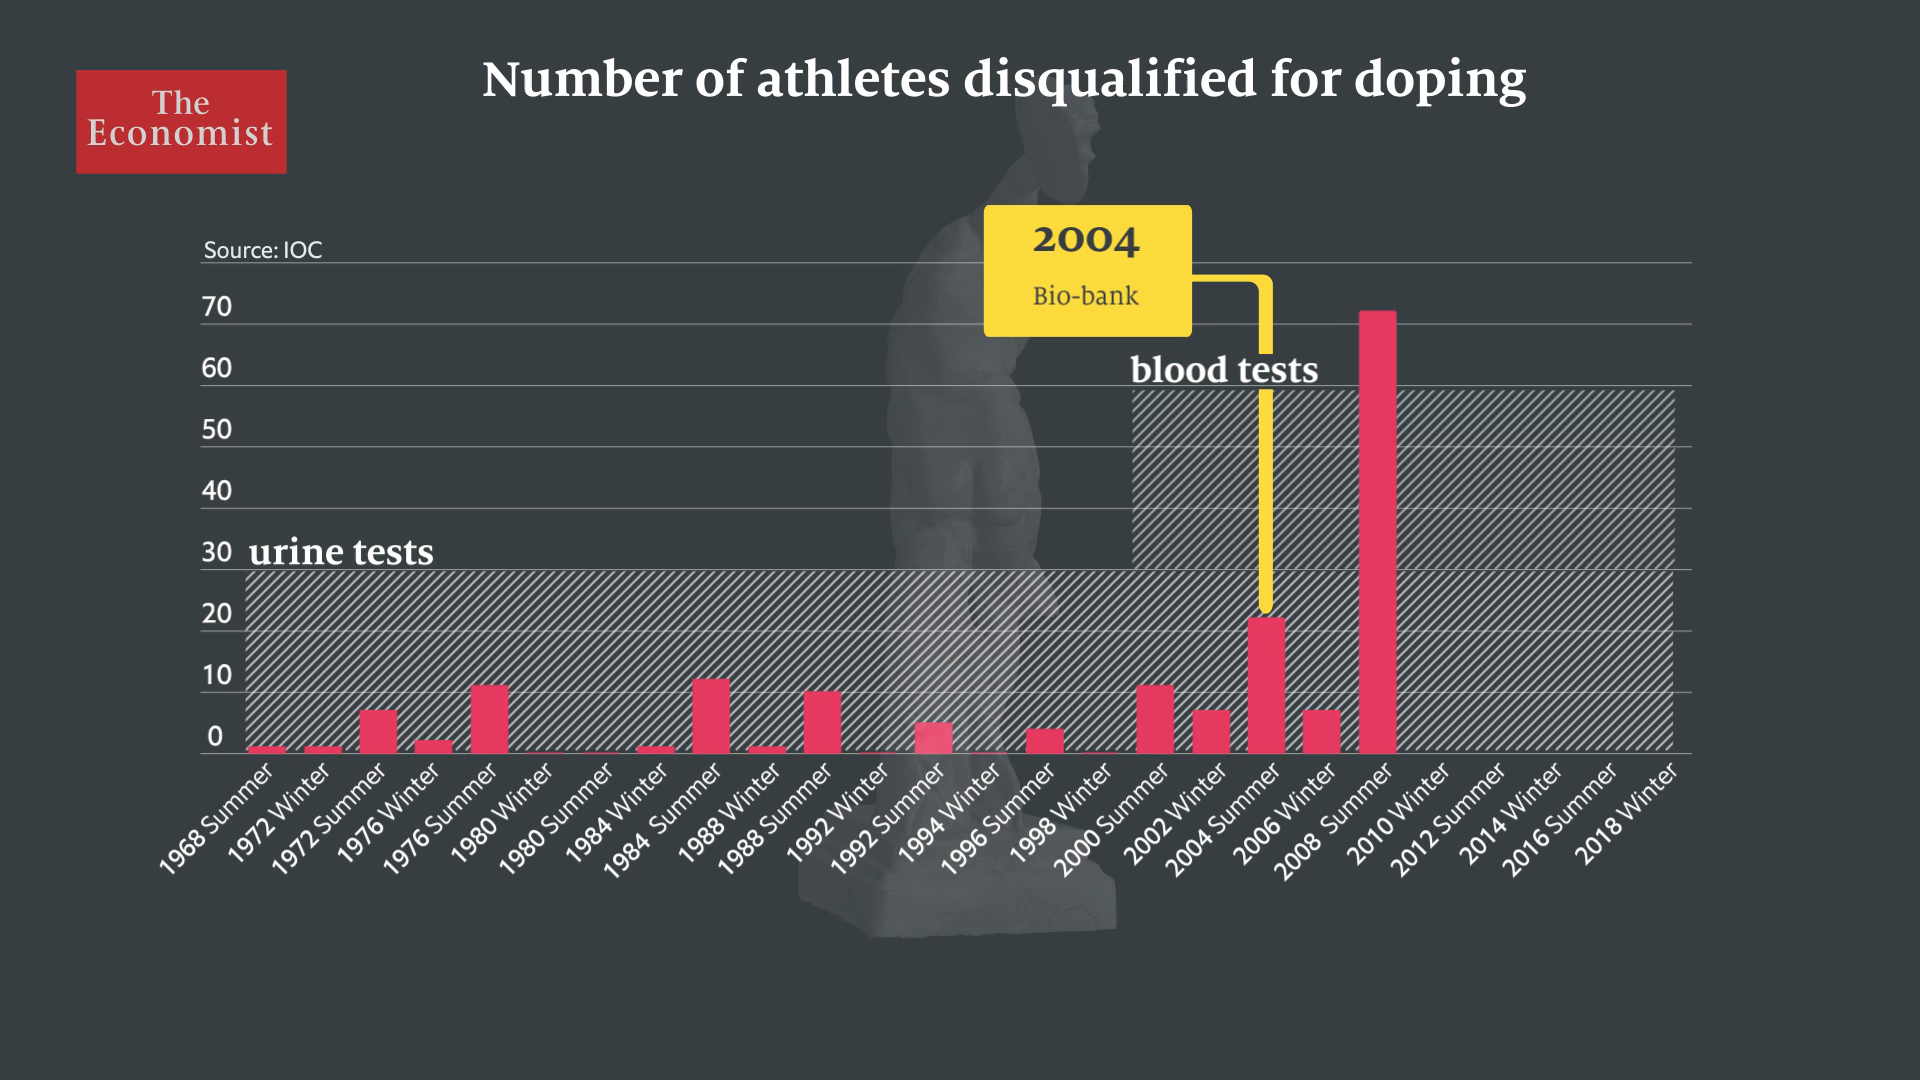 The
Economist
Number of athletes disqualified for doping
Source: IOC
2004
Bio-bank
70
60
50
40
30
20
10
0
blood tests
urine tests
1968 Summer
1972 Winter
1972 Summer
1976 Winter
1976 Summer
1980 Winter
1980 Summer
1984 Winter
1984 Summer
1988 Winter
1988 Summer
1992 Winter
1992 Summer
1994 Winter
1996 Summer
1998 Winter
2000 Summer
2002 Winter
2004 Summer
2006 Winter
2008 Summer
2010 Winter
2012 Summer
2014 Winter
2016 Summer
2018 Winter